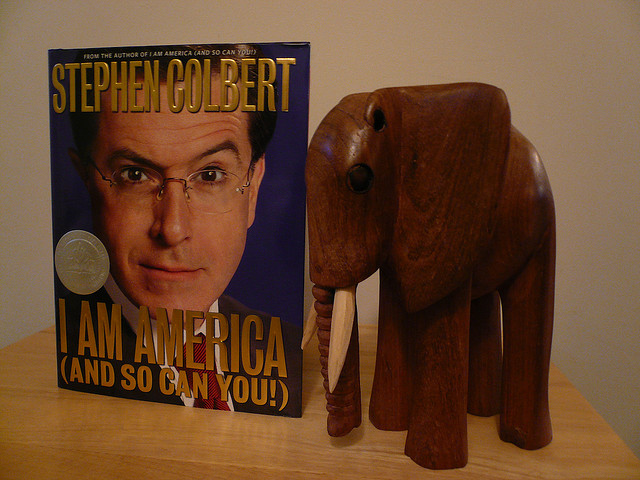 FROM THE AUTHOR OF I AM AMERICA (AND SO CAN YOU!)
STEPHEN COLBERT
I AM AMERICA
(AND SO CAN YOU!)